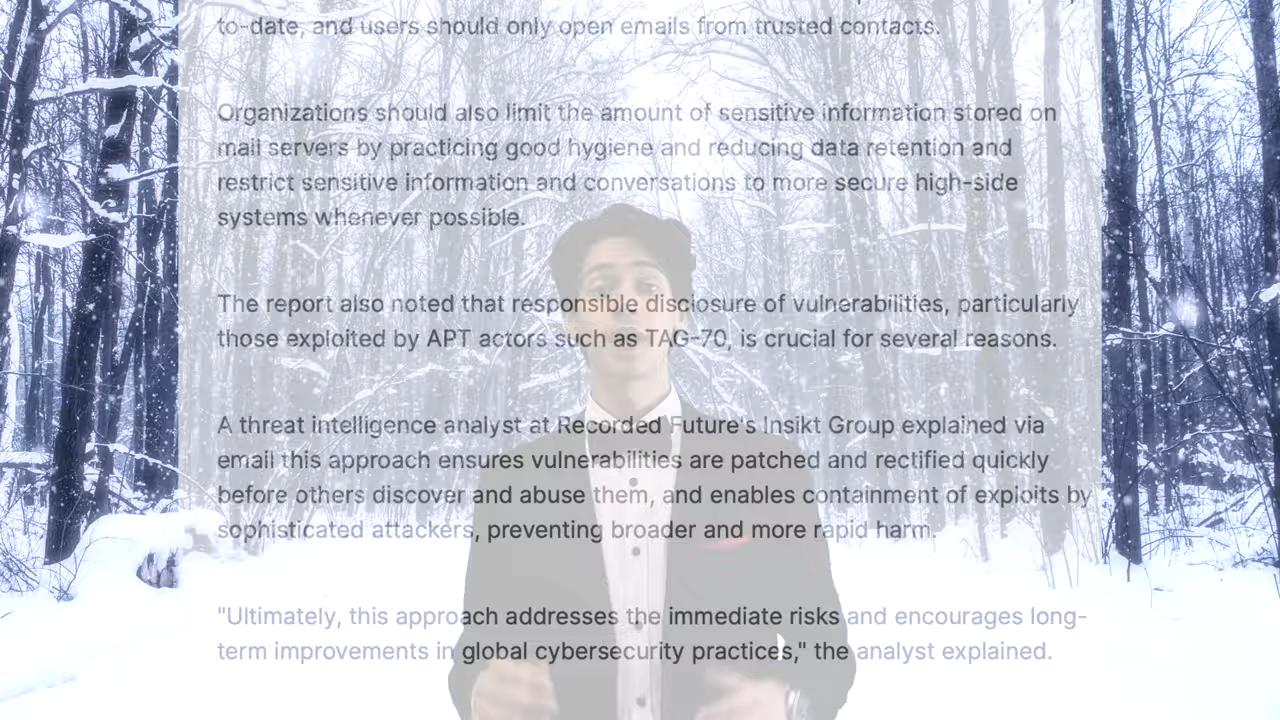 to-date, and users should only open emails from trusted contacts.
Organizations should also limit the amount of sensitive information stored on
mail servers by practicing good hygiene and reducing data retention and
restrict sensitive information and conversations to more secure high-side
systems whenever possible.
The report also noted that responsible disclosure of vulnerabilities, particularly
those exploited by APT actors such as TAG-70, is crucial for several reasons.
A threat intelligence analyst at Recorded Future's Insikt Group explained via
email this approach ensures vulnerabilities are patched and rectified quickly
before others discover and abuse them, and enables containment of exploits by
sophisticated attackers, preventing broader and more rapid harm.
"Ultimately, this approach addresses the immediate risks and encourages long-
term improvements in global cybersecurity practices," the analyst explained.